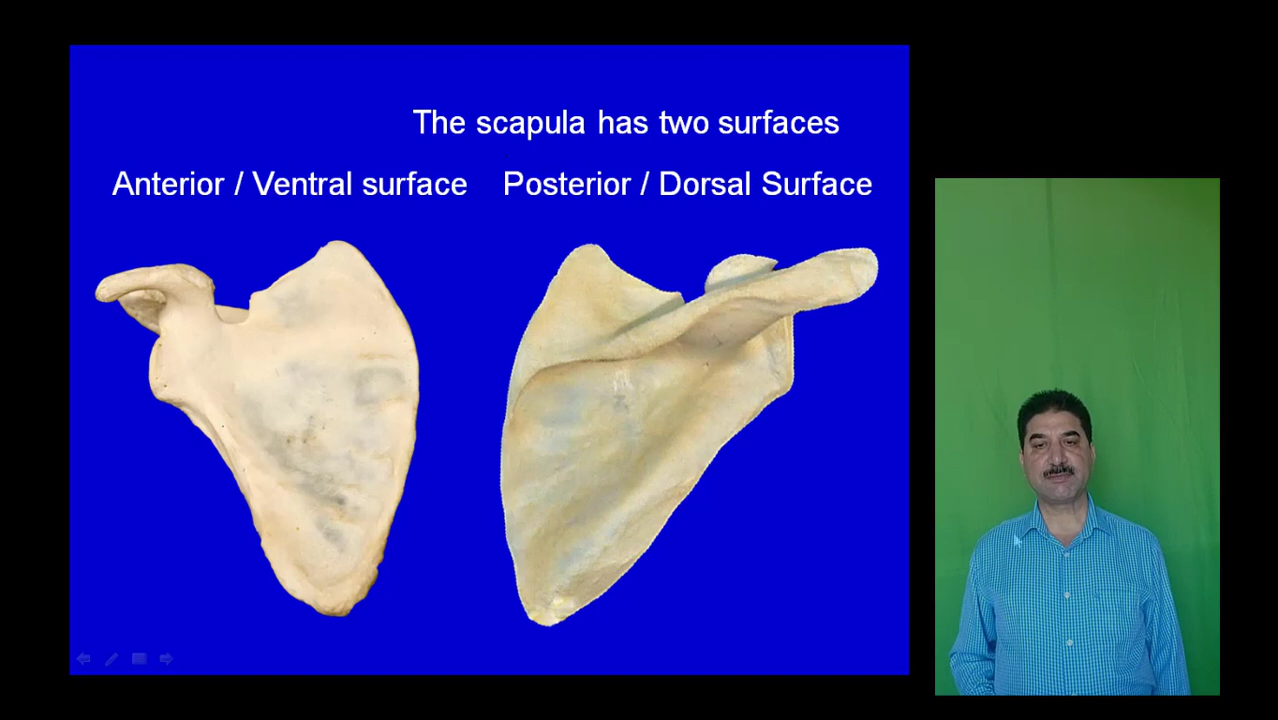 The scapula has two surfaces
Anterior / Ventral surface
Posterior / Dorsal Surface